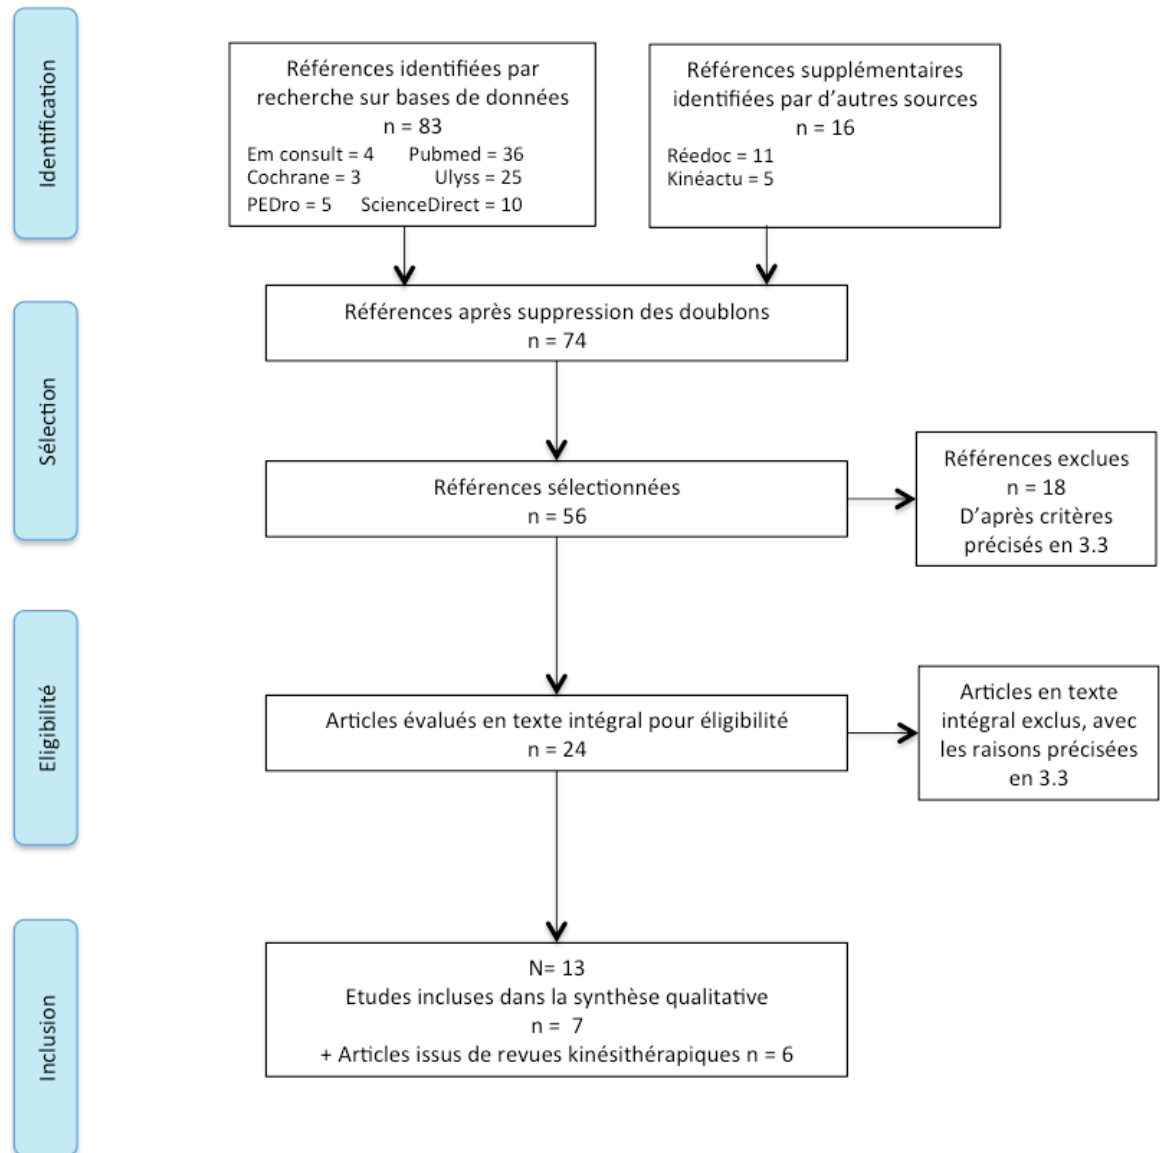 Identification
Références identifiées par
recherche sur bases de données
n = 83
Em consult = 4 Pubmed = 36
Cochrane = 3 Ulyss = 25
PEDro = 5 ScienceDirect = 10
Références supplémentaires
identifiées par d'autres sources
n = 16
Réedoc = 11
Kinéactu = 5
Sélection
Références après suppression des doublons
n = 74
Références sélectionnées
n = 56
Références exclues
n = 18
D'après critères
précisés en 3.3
Eligibilité
Articles évalués en texte intégral pour éligibilité
n = 24
Articles en texte
intégral exclus, avec
les raisons précisées
en 3.3
Inclusion
N= 13
Etudes incluses dans la synthèse qualitative
n = 7
+ Articles issus de revues kinésithérapiques n = 6